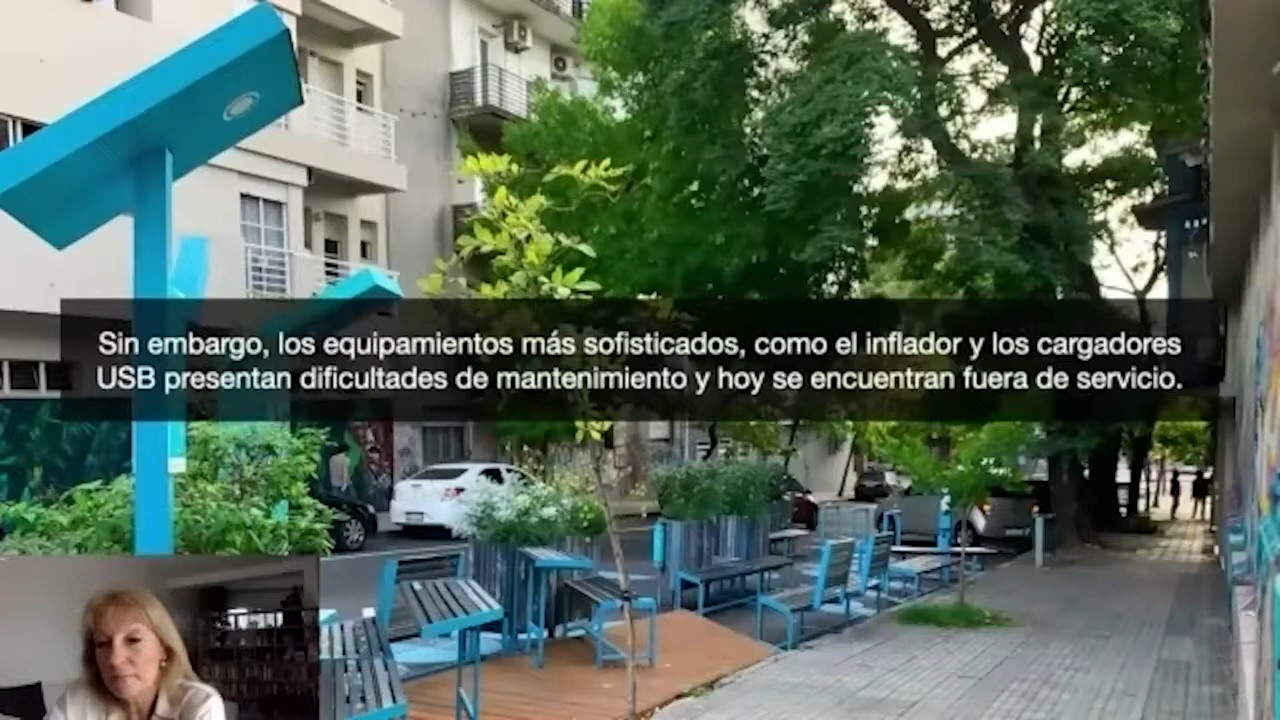 Sin embargo, los equipamientos más sofisticados, como el inflador y los cargadores
USB presentan dificultades de mantenimiento y hoy se encuentran fuera de servicio.